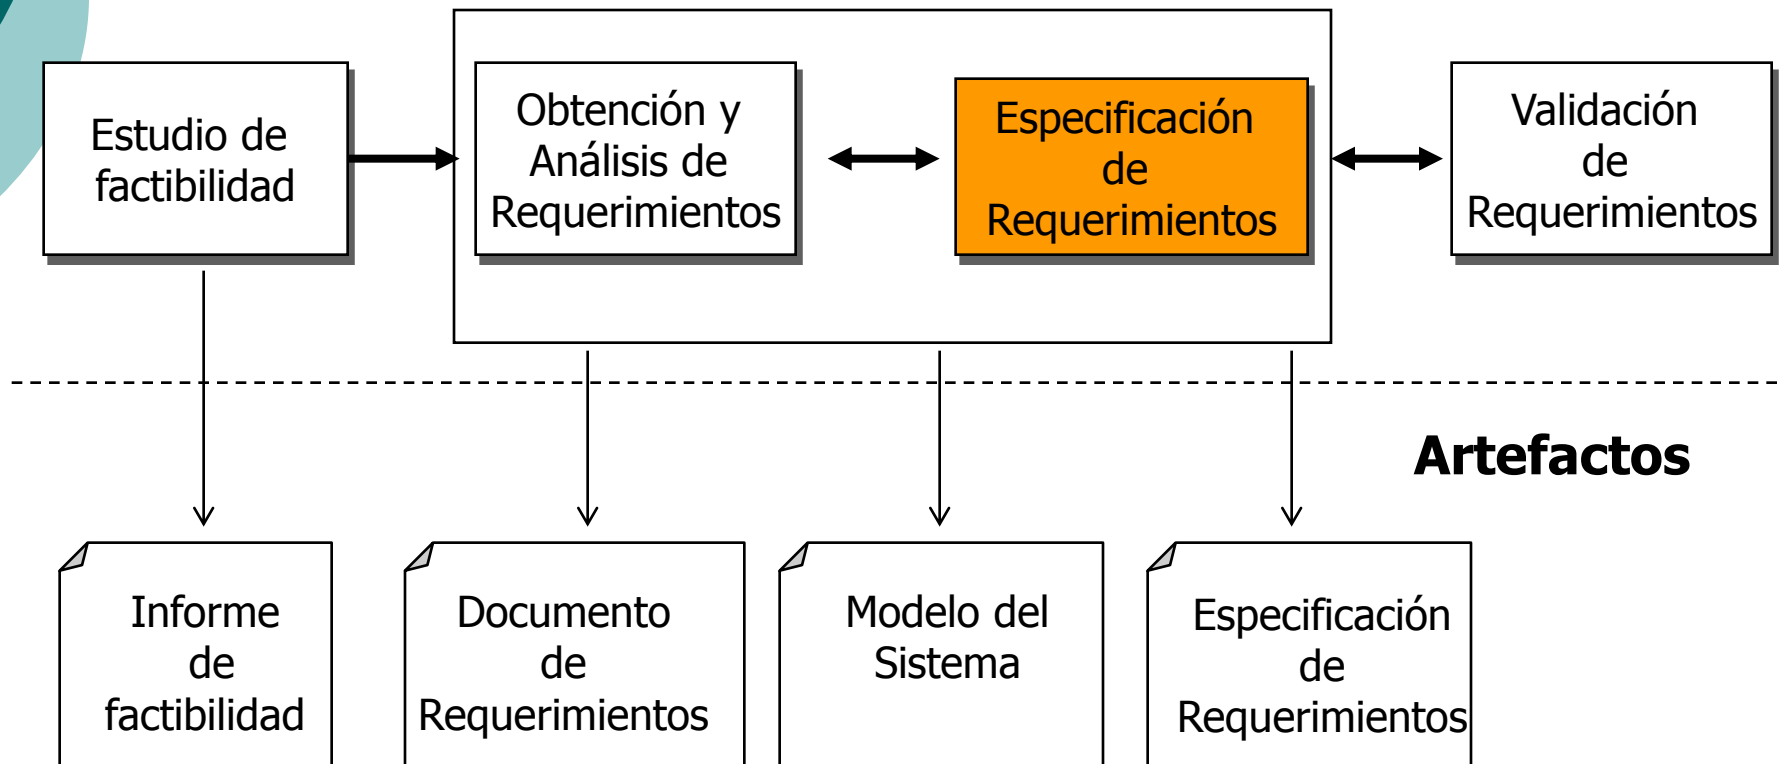 Estudio de
factibilidad
Obtención y
Análisis de
Requerimientos
Especificación
de
Requerimientos
Validación
de
Requerimientos
Artefactos
Informe
de
factibilidad
Documento
de
Requerimientos
Modelo del
Sistema
Especificación
de
Requerimientos